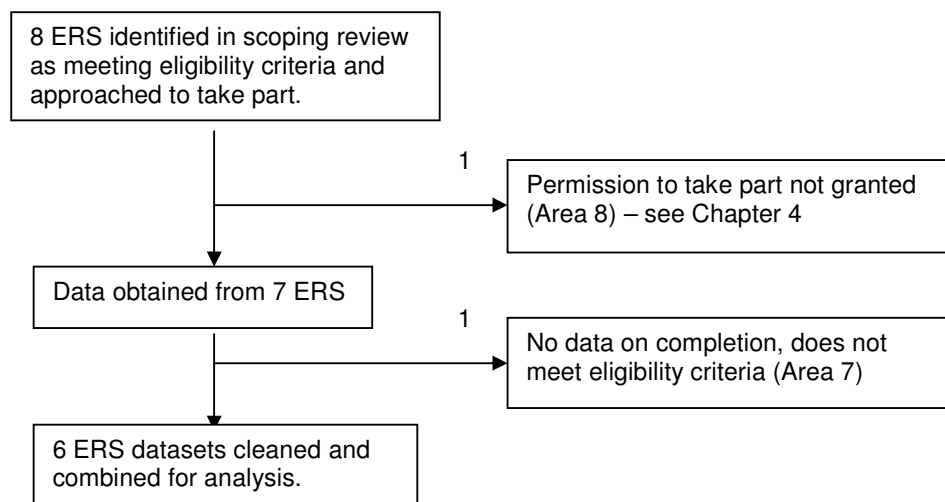 8 ERS identified in scoping review
as meeting eligibility criteria and
approached to take part.
1
Permission to take part not granted
(Area 8) – see Chapter 4
Data obtained from 7 ERS
1
No data on completion, does not
meet eligibility criteria (Area 7)
6 ERS datasets cleaned and
combined for analysis.